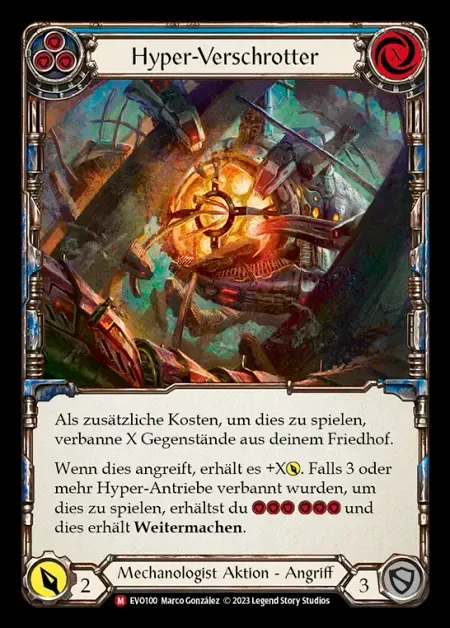 Hyper-Verschrotter
X
Als zusätzliche Kosten, um dies zu spielen,
verbanne X Gegenstände aus deinem Friedhof.
Wenn dies angreift, erhält es +X. Falls 3 oder
mehr Hyper-Antriebe verbannt wurden, um
dies zu spielen, erhältst du und
dies erhält Weitermachen.
2 Mechanologist Aktion - Angriff 3
M EVO100 Marco González © 2023 Legend Story Studios